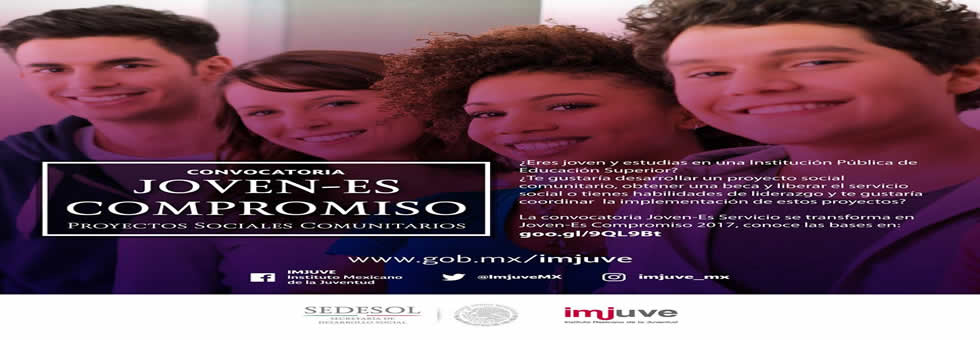 CONVOCATORIA
JOVEN-ES
COMPROMISO
PROYECTOS SOCIALES COMUNITARIOS
¿Eres joven y estudias en una Institución Pública de
Educación Superior?
¿Te gustaría desarrollar un proyecto social
comunitario, obtener una beca y liberar el servicio
social o tienes habilidades de liderazgo y te gustaría
coordinar la implementación de estos proyectos?
La convocatoria Joven-Es Servicio se transforma en
Joven-Es Compromiso 2017, conoce las bases en:
goo.gl/9QL9Bt
www.gob.mx/imjuve
IMJUVE
Instituto Mexicano
de la Juventud
@ImjuveMX
imjuve_mx
SEDESOL
SECRETARÍA DE
DESARROLLO SOCIAL
imjuve
Instituto Mexicano de la Juventud